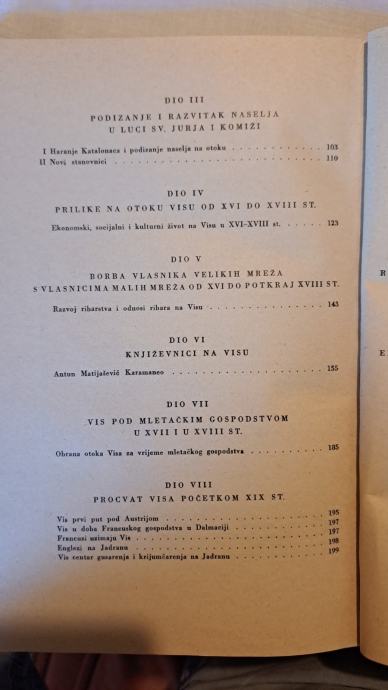 DIO III
PODIZANJE I RAZVITAK NASELJA
U LUCI SV. JURJA I KOMIŽI
I Haranje Katalonaca i podizanje naselja na otoku . . . . . . . . . . . 103
II Novi stanovnici . . . . . . . . . . . . . . . . . . . . . . . . . 110
DIO IV
PRILIKE NA OTOKU VISU OD XVI DO XVIII ST.
Ekonomski, socijalni i kulturni život na Visu u XVI–XVIII st. . . . . . . 123
DIO V
BORBA VLASNIKA VELIKIH MREŽA
S VLASNICIMA MALIH MREŽA OD XVI DO POTKRAJ XVIII ST.
Razvoj ribarstva i odnosi ribara na Visu . . . . . . . . . . . . . . . 143
DIO VI
KNJIŽEVNICI NA VISU
Antun Matijašević Karamaneo . . . . . . . . . . . . . . . . . . . 155
DIO VII
VIS POD MLETAČKIM GOSPODSTVOM
U XVII I U XVIII ST.
Obrana otoka Visa za vrijeme mletačkog gospodstva . . . . . . . . . . 185
DIO VIII
PROCVAT VISA POČETKOM XIX ST.
Vis prvi put pod Austrijom . . . . . . . . . . . . . . . . . . . . 195
Vis u doba Francuskog gospodstva u Dalmaciji . . . . . . . . . . . . 197
Francuzi uzimaju Vis . . . . . . . . . . . . . . . . . . . . . . . 197
Englezi na Jadranu . . . . . . . . . . . . . . . . . . . . . . . . 198
Vis centar gusarenja i krijumčarenja na Jadranu . . . . . . . . . . . 199